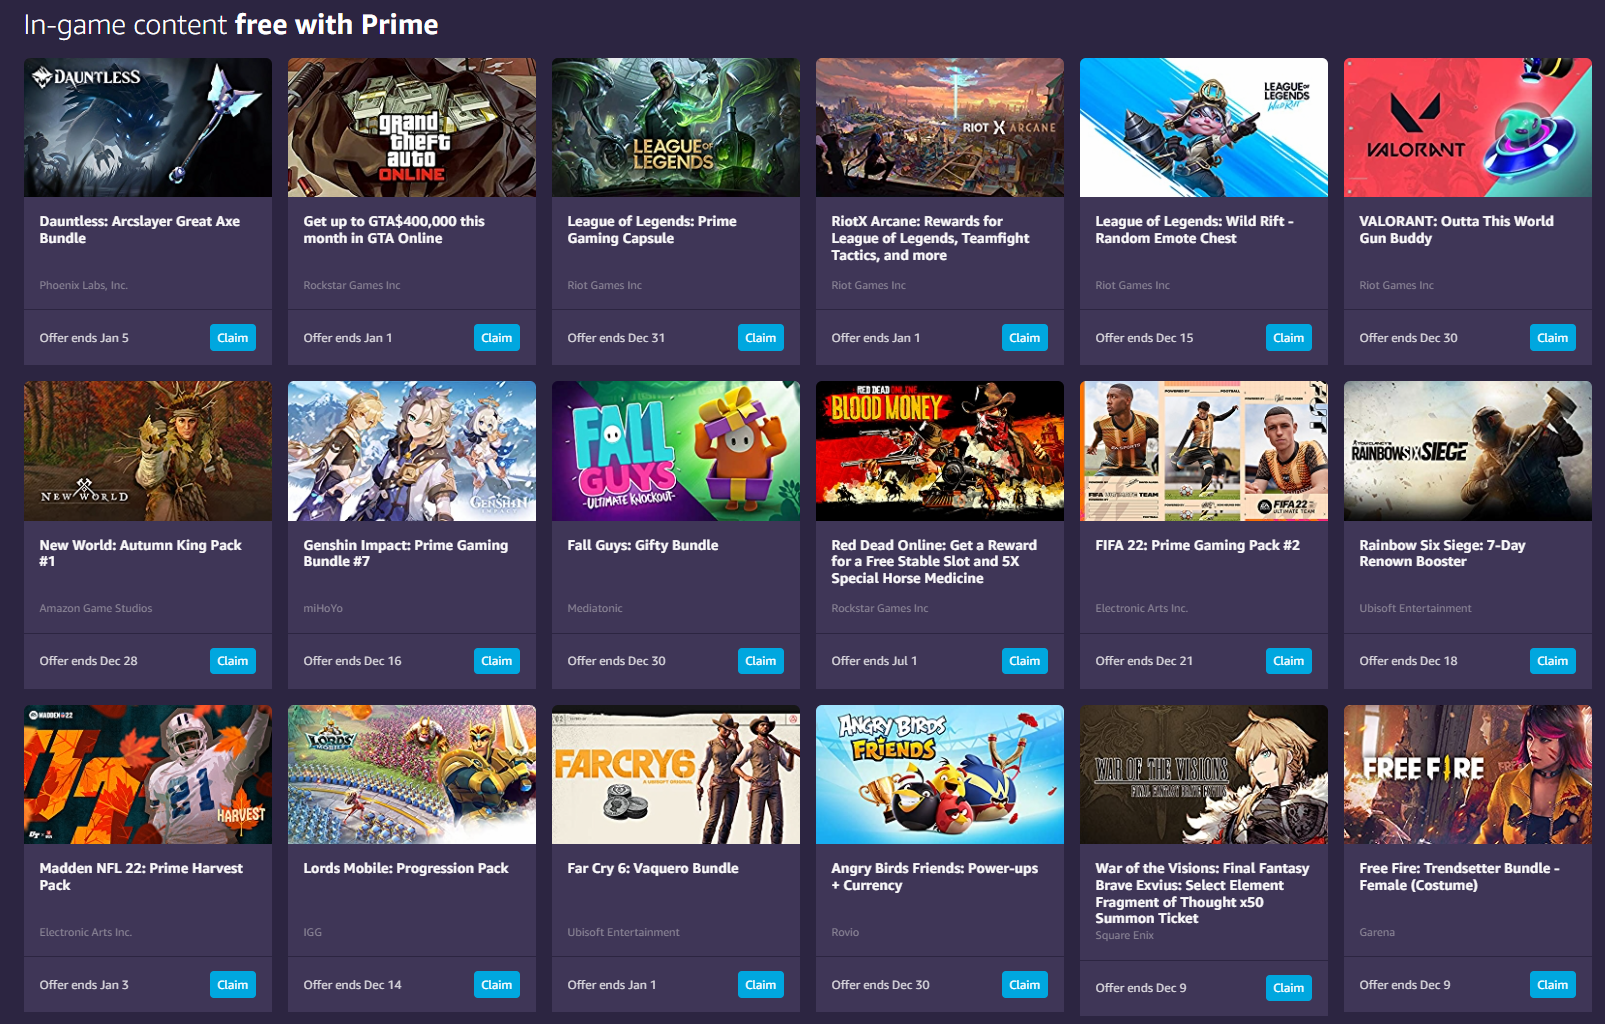 In-game content free with Prime
DAUNTLESS
grand
theft
auto
ONLINE
LEAGUE OF
LEGENDS
RIOT X ARCANE
LEAGUE OF
LEGENDS
WILD RIFT
VALORANT
Dauntless: Arcslayer Great Axe
Bundle
Get up to GTA$400,000 this
month in GTA Online
League of Legends: Prime
Gaming Capsule
RiotX Arcane: Rewards for
League of Legends, Teamfight
Tactics, and more
League of Legends: Wild Rift -
Random Emote Chest
VALORANT: Outta This World
Gun Buddy
Phoenix Labs, Inc.
Rockstar Games Inc
Riot Games Inc
Riot Games Inc
Riot Games Inc
Riot Games Inc
Offer ends Jan 5
Claim
Offer ends Jan 1
Claim
Offer ends Dec 31
Claim
Offer ends Jan 1
Claim
Offer ends Dec 15
Claim
Offer ends Dec 30
Claim
NEW WORLD
GENSHIN
IMPACT
FALL
GUYS
-ULTIMATE KNOCKOUT-
RED DEAD ONLINE
BLOOD MONEY
FIFA ULTIMATE TEAM
FIFA 22
ULTIMATE TEAM
TOM CLANCY'S
RAINBOW SIX SIEGE
New World: Autumn King Pack
#1
Genshin Impact: Prime Gaming
Bundle #7
Fall Guys: Gifty Bundle
Red Dead Online: Get a Reward
for a Free Stable Slot and 5X
Special Horse Medicine
FIFA 22: Prime Gaming Pack #2
Rainbow Six Siege: 7-Day
Renown Booster
Amazon Game Studios
miHoYo
Mediatonic
Rockstar Games Inc
Electronic Arts Inc.
Ubisoft Entertainment
Offer ends Dec 28
Claim
Offer ends Dec 16
Claim
Offer ends Dec 30
Claim
Offer ends Jul 1
Claim
Offer ends Dec 21
Claim
Offer ends Dec 18
Claim
MADDEN 22
HARVEST
LORDS
MOBILE
FARCRY6
A UBISOFT ORIGINAL
ANGRY BIRDS
FRIENDS
WAR OF THE VISIONS
FINAL FANTASY BRAVE EXVIUS
FREE FIRE
Madden NFL 22: Prime Harvest
Pack
Lords Mobile: Progression Pack
Far Cry 6: Vaquero Bundle
Angry Birds Friends: Power-ups
+ Currency
War of the Visions: Final Fantasy
Brave Exvius: Select Element
Fragment of Thought x50
Summon Ticket
Free Fire: Trendsetter Bundle -
Female (Costume)
Electronic Arts Inc.
IGG
Ubisoft Entertainment
Rovio
Square Enix
Garena
Offer ends Jan 3
Claim
Offer ends Dec 14
Claim
Offer ends Jan 1
Claim
Offer ends Dec 30
Claim
Offer ends Dec 9
Claim
Offer ends Dec 9
Claim